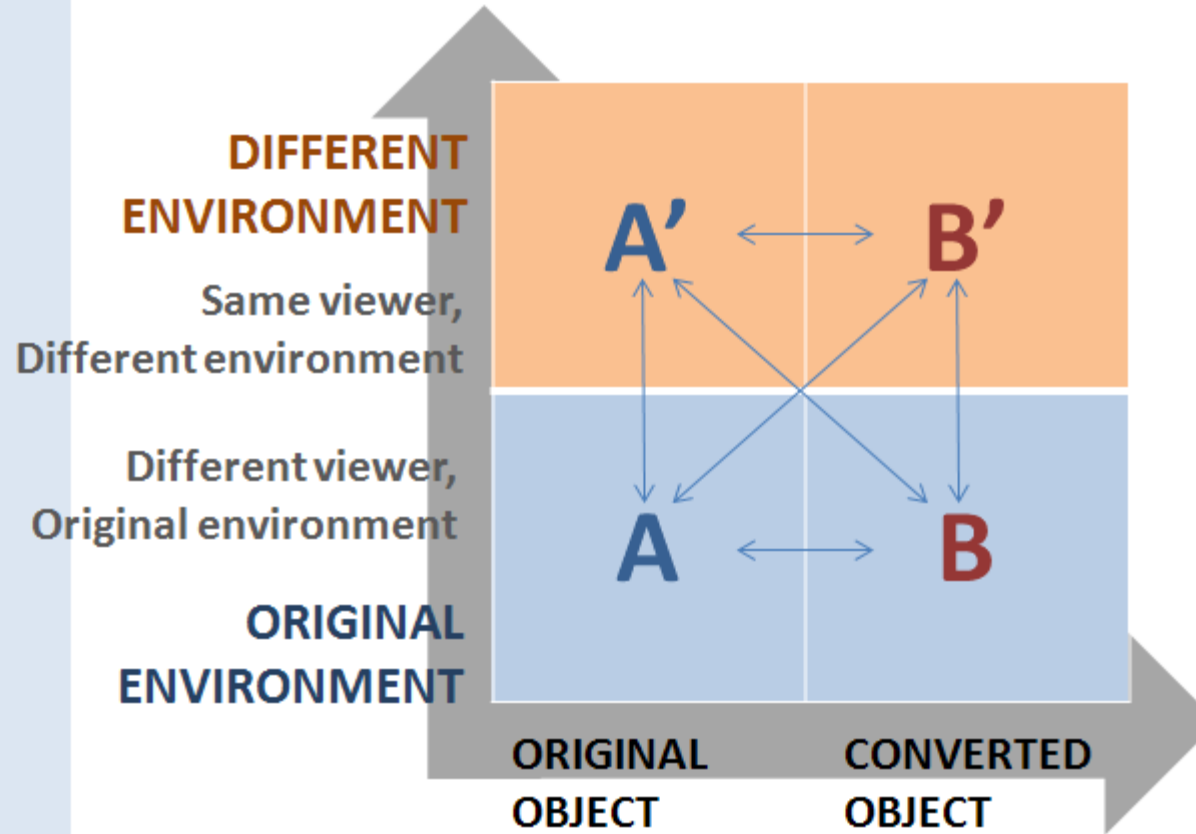 DIFFERENT
ENVIRONMENT
A’
B’
Same viewer,
Different environment
Different viewer,
Original environment
A
B
ORIGINAL
ENVIRONMENT
ORIGINAL
OBJECT
CONVERTED
OBJECT